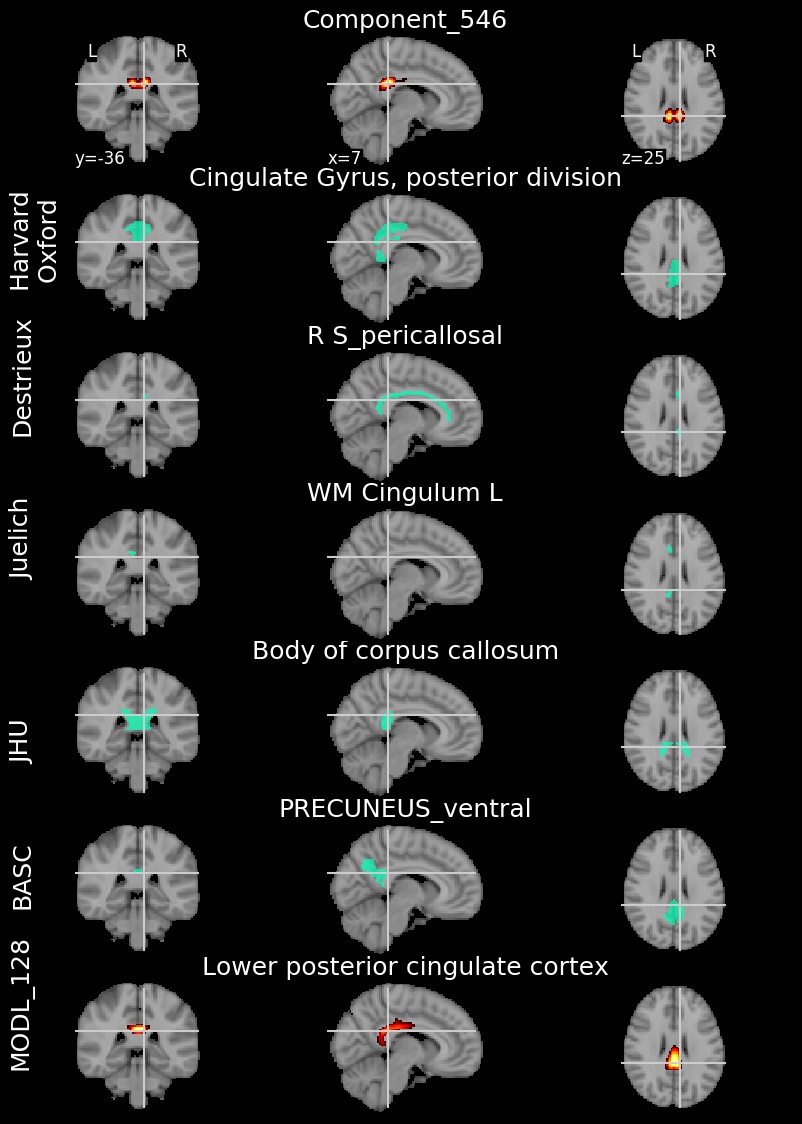 Component_546
L R L R
y=-36 x=7 z=25
Cingulate Gyrus, posterior division
Harvard
Oxford
R S_pericallosal
Destrieux
WM Cingulum L
Juelich
Body of corpus callosum
JHU
PRECUNEUS_ventral
BASC
Lower posterior cingulate cortex
MODL_128